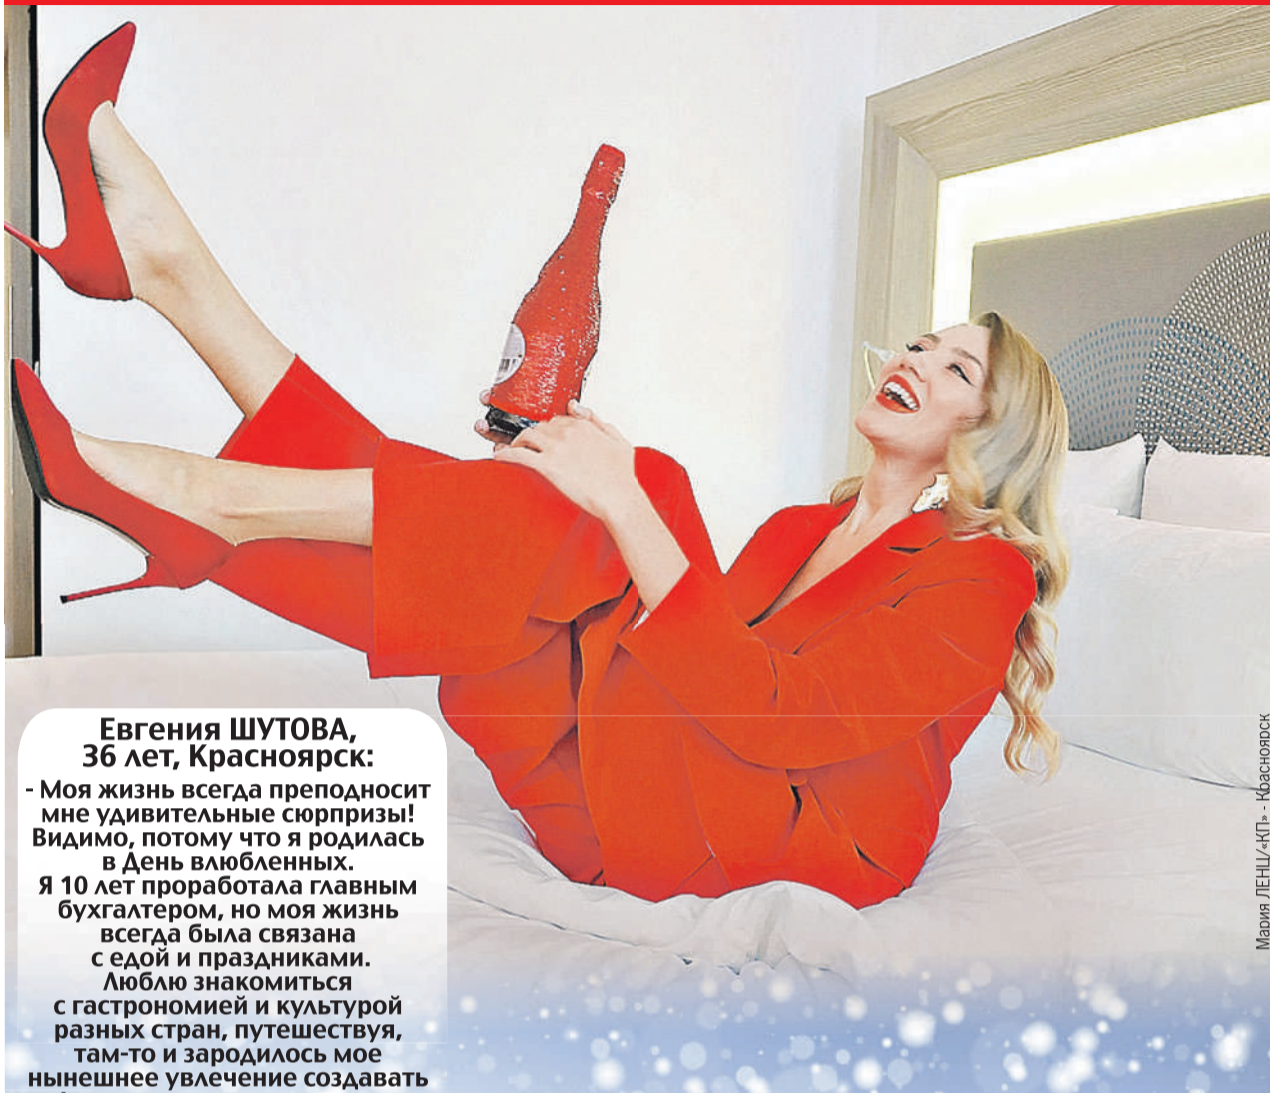 Евгения ШУТОВА,
36 лет, Красноярск:
- Моя жизнь всегда преподносит
мне удивительные сюрпризы!
Видимо, потому что я родилась
в День влюбленных.
Я 10 лет проработала главным
бухгалтером, но моя жизнь
всегда была связана
с едой и праздниками.
Люблю знакомиться
с гастрономией и культурой
разных стран, путешествуя,
там-то и зародилось мое
нынешнее увлечение создавать
Мария ЛЕНЦ/«КП» - Красноярск